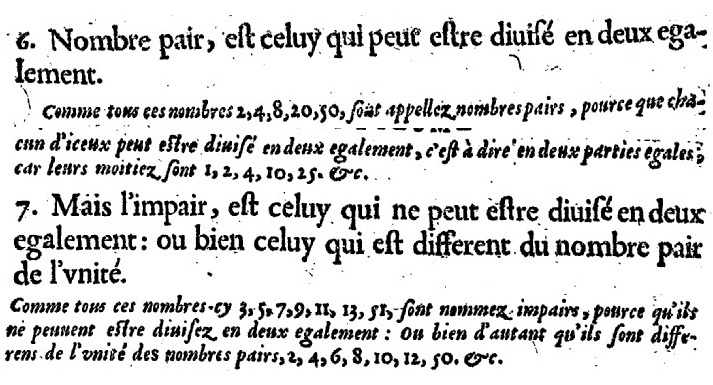 6. Nombre pair, eſt celuy qui peut eſtre diuiſé en deux ega-
lement.
Comme tous ces nombres 2,4,8,20,50, ſont appellez nombres pairs, pource que cha-
cun d'iceux peut eſtre diuiſé en deux egalement, c'eſt à dire en deux parties egales;
car leurs moitiez ſont 1, 2, 4, 10, 25. &c.
7. Mais l'impair, eſt celuy qui ne peut eſtre diuiſé en deux
egalement: ou bien celuy qui eſt different du nombre pair
de l'vnité.
Comme tous ces nombres-cy 3, 5, 7, 9, 11, 13, 51, ſont nommez impairs, pource qu'ils
ne peuuent eſtre diuiſez en deux egalement : ou bien d'autant qu'ils ſont diffe-
rens de l'vnité des nombres pairs, 2, 4, 6, 8, 10, 12, 50. &c.